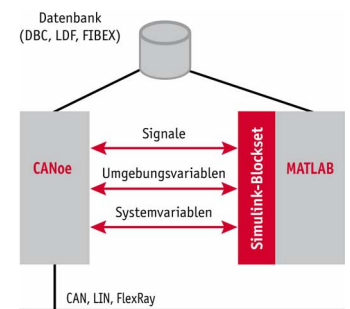 Datenbank
(DBC, LDF, FIBEX)
Signale
CANoe
Umgebungsvariablen
Simulink-Blockset
MATLAB
Systemvariablen
CAN, LIN, FlexRay